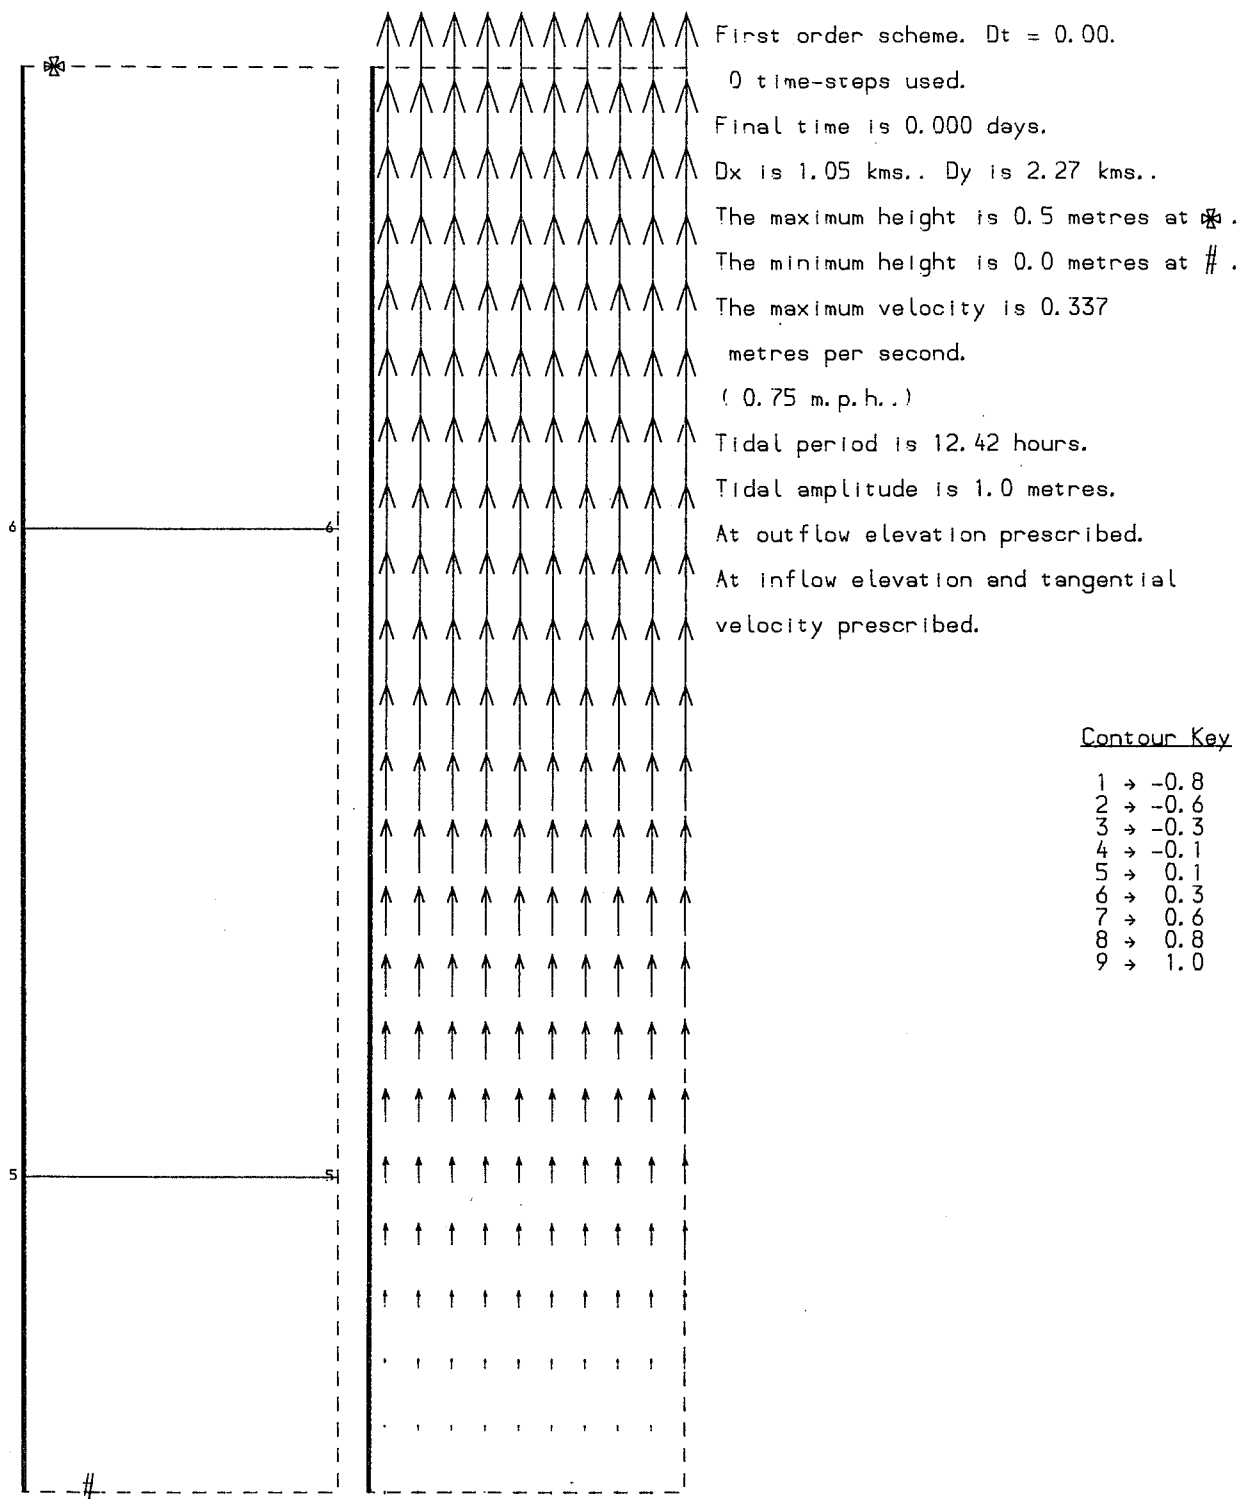 First order scheme. Dt = 0.00.
0 time-steps used.
Final time is 0.000 days.
Dx is 1.05 kms.. Dy is 2.27 kms..
The maximum height is 0.5 metres at ✠ .
The minimum height is 0.0 metres at # .
The maximum velocity is 0.337
metres per second.
( 0.75 m.p.h..)
Tidal period is 12.42 hours.
Tidal amplitude is 1.0 metres.
At outflow elevation prescribed.
At inflow elevation and tangential
velocity prescribed.
6 6
5 5
#
Contour Key
1 → -0.8
2 → -0.6
3 → -0.3
4 → -0.1
5 → 0.1
6 → 0.3
7 → 0.6
8 → 0.8
9 → 1.0